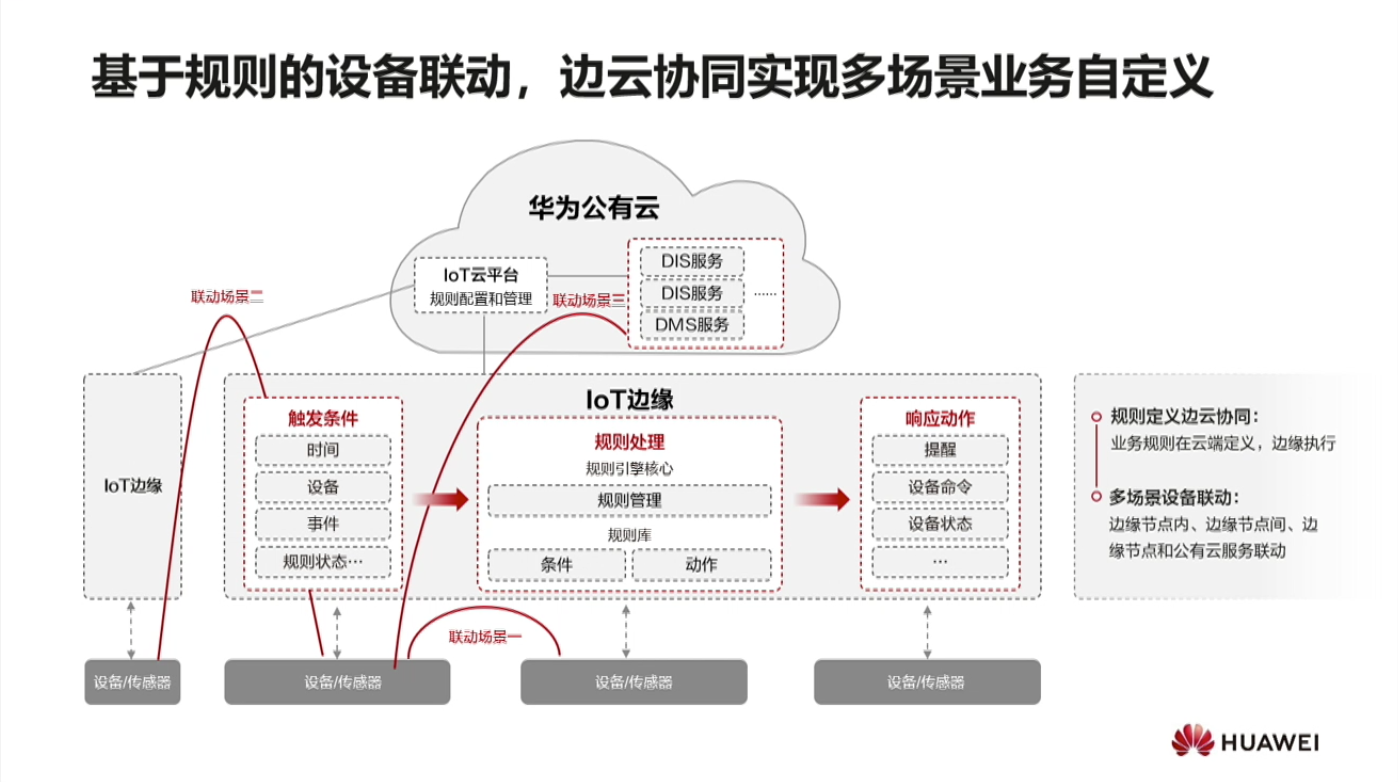 基于规则的设备联动，边云协同实现多场景业务自定义
华为公有云
IoT云平台
规则配置和管理
DIS服务
DIS服务
DMS服务
......
联动场景二
联动场景三
IoT边缘
IoT边缘
触发条件
时间
设备
事件
规则状态…
规则处理
规则引擎核心
规则管理
规则库
条件
动作
响应动作
提醒
设备命令
设备状态
…
规则定义边云协同：
业务规则在云端定义，边缘执行
多场景设备联动：
边缘节点内、边缘节点间、边
缘节点和公有云服务联动
联动场景一
设备/传感器
设备/传感器
设备/传感器
设备/传感器
HUAWEI